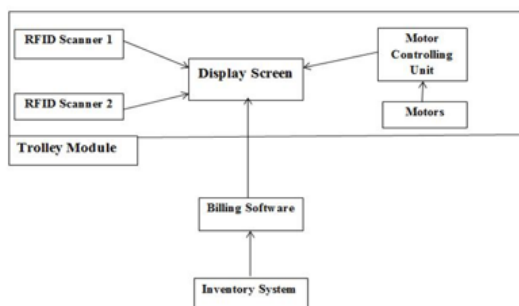 RFID Scanner 1
Motor
Controlling
Unit
Display Screen
RFID Scanner 2
Motors
Trolley Module
Billing Software
Inventory System